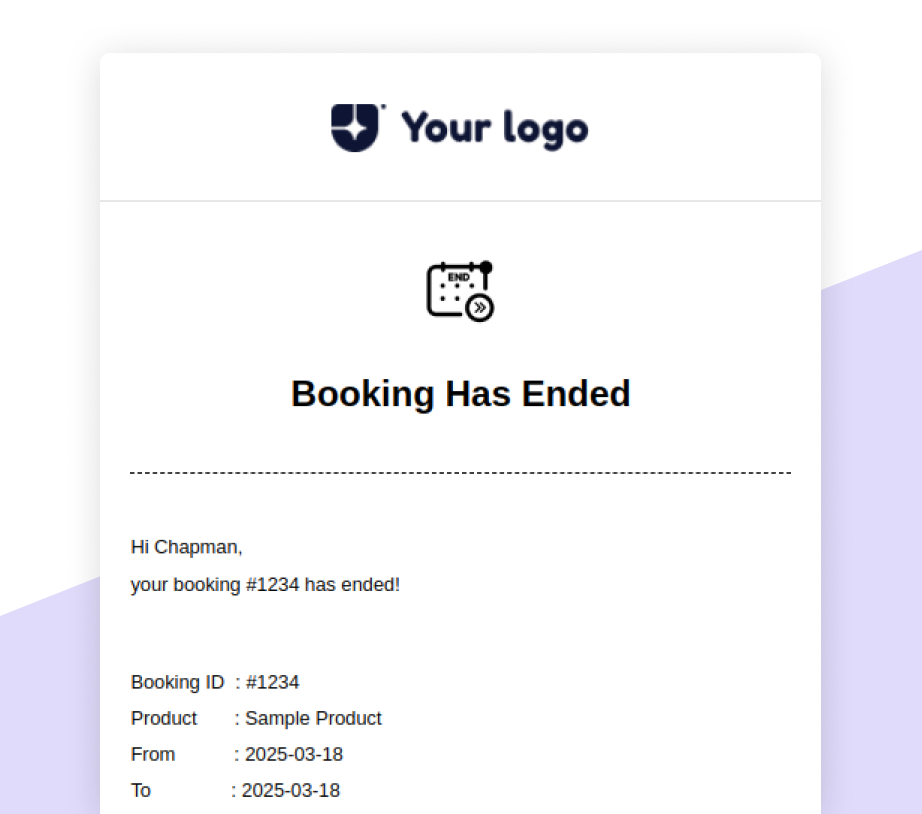 Your logo
END
Booking Has Ended
Hi Chapman,
your booking #1234 has ended!
Booking ID : #1234
Product : Sample Product
From : 2025-03-18
To : 2025-03-18